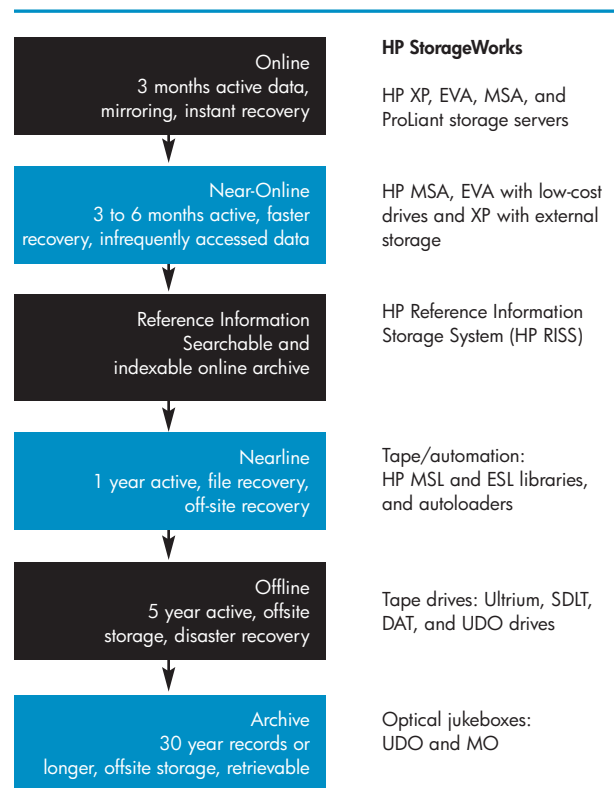 HP StorageWorks
Online
3 months active data,
mirroring, instant recovery
HP XP, EVA, MSA, and
ProLiant storage servers
Near-Online
3 to 6 months active, faster
recovery, infrequently accessed data
HP MSA, EVA with low-cost
drives and XP with external
storage
Reference Information
Searchable and
indexable online archive
HP Reference Information
Storage System (HP RISS)
Nearline
1 year active, file recovery,
off-site recovery
Tape/automation:
HP MSL and ESL libraries,
and autoloaders
Offline
5 year active, offsite
storage, disaster recovery
Tape drives: Ultrium, SDLT,
DAT, and UDO drives
Archive
30 year records or
longer, offsite storage, retrievable
Optical jukeboxes:
UDO and MO